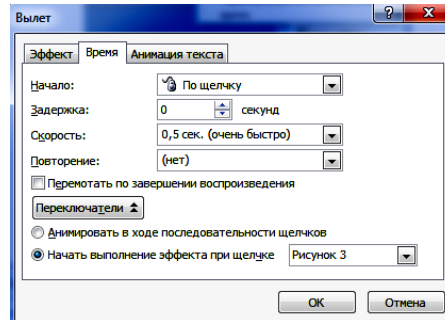 Вылет
Эффект Время Анимация текста
Начало: По щелчку
Задержка: 0 секунд
Скорость: 0,5 сек. (очень быстро)
Повторение: (нет)
Перемотать по завершении воспроизведения
Переключатели
Анимировать в ходе последовательности щелчков
Начать выполнение эффекта при щелчке Рисунок 3
ОК Отмена